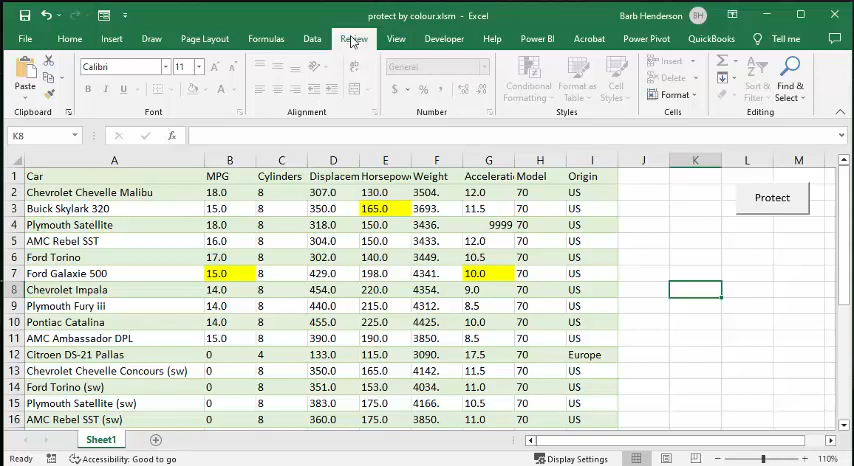 protect by colour.xlsm - Excel
Barb Henderson BH
File Home Insert Draw Page Layout Formulas Data Review View Developer Help Power BI Acrobat Power Pivot QuickBooks Tell me
Paste
Calibri 11
B I U
General
$ % ,
Conditional Formatting
Format as Table
Cell Styles
Insert
Delete
Format
Sort & Filter
Find & Select
Clipboard Font Alignment Number Styles Cells Editing
K8 fx
A B C D E F G H I J K L M
1 Car MPG Cylinders Displacem Horsepow Weight Acceleratio Model Origin
2 Chevrolet Chevelle Malibu 18.0 8 307.0 130.0 3504. 12.0 70 US
Protect
3 Buick Skylark 320 15.0 8 350.0 165.0 3693. 11.5 70 US
4 Plymouth Satellite 18.0 8 318.0 150.0 3436. 9999 70 US
5 AMC Rebel SST 16.0 8 304.0 150.0 3433. 12.0 70 US
6 Ford Torino 17.0 8 302.0 140.0 3449. 10.5 70 US
7 Ford Galaxie 500 15.0 8 429.0 198.0 4341. 10.0 70 US
8 Chevrolet Impala 14.0 8 454.0 220.0 4354. 9.0 70 US
9 Plymouth Fury iii 14.0 8 440.0 215.0 4312. 8.5 70 US
10 Pontiac Catalina 14.0 8 455.0 225.0 4425. 10.0 70 US
11 AMC Ambassador DPL 15.0 8 390.0 190.0 3850. 8.5 70 US
12 Citroen DS-21 Pallas 0 4 133.0 115.0 3090. 17.5 70 Europe
13 Chevrolet Chevelle Concours (sw) 0 8 350.0 165.0 4142. 11.5 70 US
14 Ford Torino (sw) 0 8 351.0 153.0 4034. 11.0 70 US
15 Plymouth Satellite (sw) 0 8 383.0 175.0 4166. 10.5 70 US
16 AMC Rebel SST (sw) 0 8 360.0 175.0 3850. 11.0 70 US
Sheet1
Ready Accessibility: Good to go Display Settings 110%